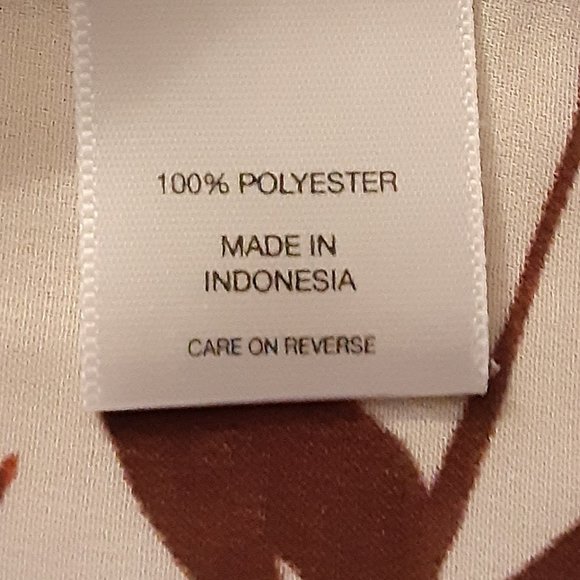 100% POLYESTER
MADE IN
INDONESIA
CARE ON REVERSE